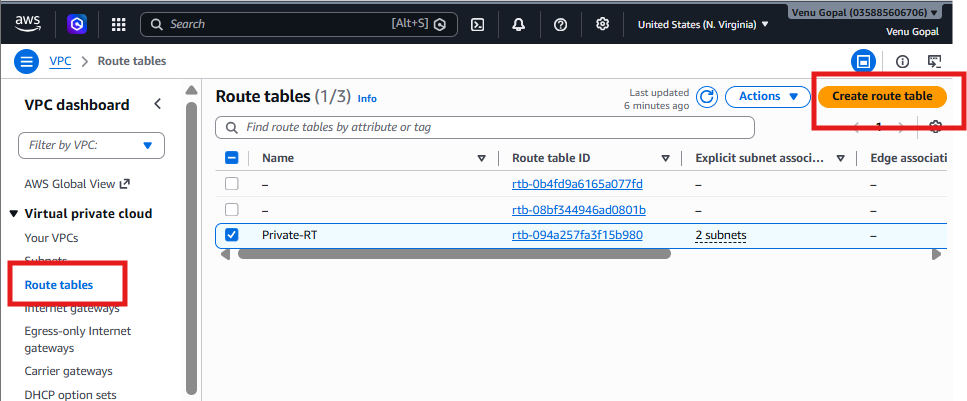 Venu Gopal (035885606706)
aws
Search
[Alt+S]
United States (N. Virginia)
Venu Gopal
VPC
Route tables
VPC dashboard
Filter by VPC:
AWS Global View
Virtual private cloud
Your VPCs
Subnets
Route tables
Internet gateways
Egress-only Internet
gateways
Carrier gateways
DHCP option sets
Route tables (1/3) Info
Last updated
6 minutes ago
Actions
Create route table
Find route tables by attribute or tag
1
Name Route table ID Explicit subnet associ... Edge associati
– rtb-0b4fd9a6165a077fd – –
– rtb-08bf344946ad0801b – –
Private-RT rtb-094a257fa3f15b980 2 subnets –